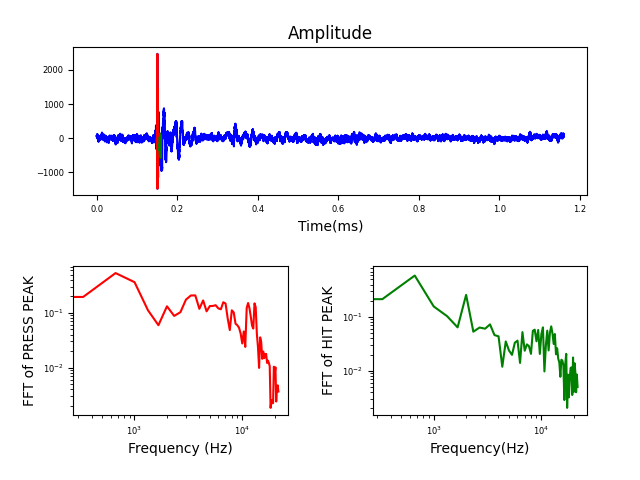 Amplitude
2000
1000
0
−1000
0.0 0.2 0.4 0.6 0.8 1.0 1.2
Time(ms)
FFT of PRESS PEAK
10⁻¹
10⁻²
10³ 10⁴
Frequency (Hz)
FFT of HIT PEAK
10⁻¹
10⁻²
10³ 10⁴
Frequency(Hz)